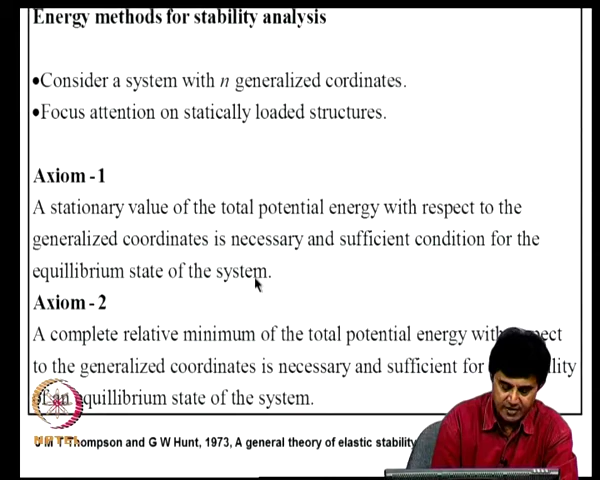 Energy methods for stability analysis
•Consider a system with n generalized cordinates.
•Focus attention on statically loaded structures.
Axiom -1
A stationary value of the total potential energy with respect to the
generalized coordinates is necessary and sufficient condition for the
equillibrium state of the system.
Axiom -2
A complete relative minimum of the total potential energy with
to the generalized coordinates is necessary and sufficient for
equillibrium state of the system.
Thompson and G W Hunt, 1973, A general theory of elastic stability